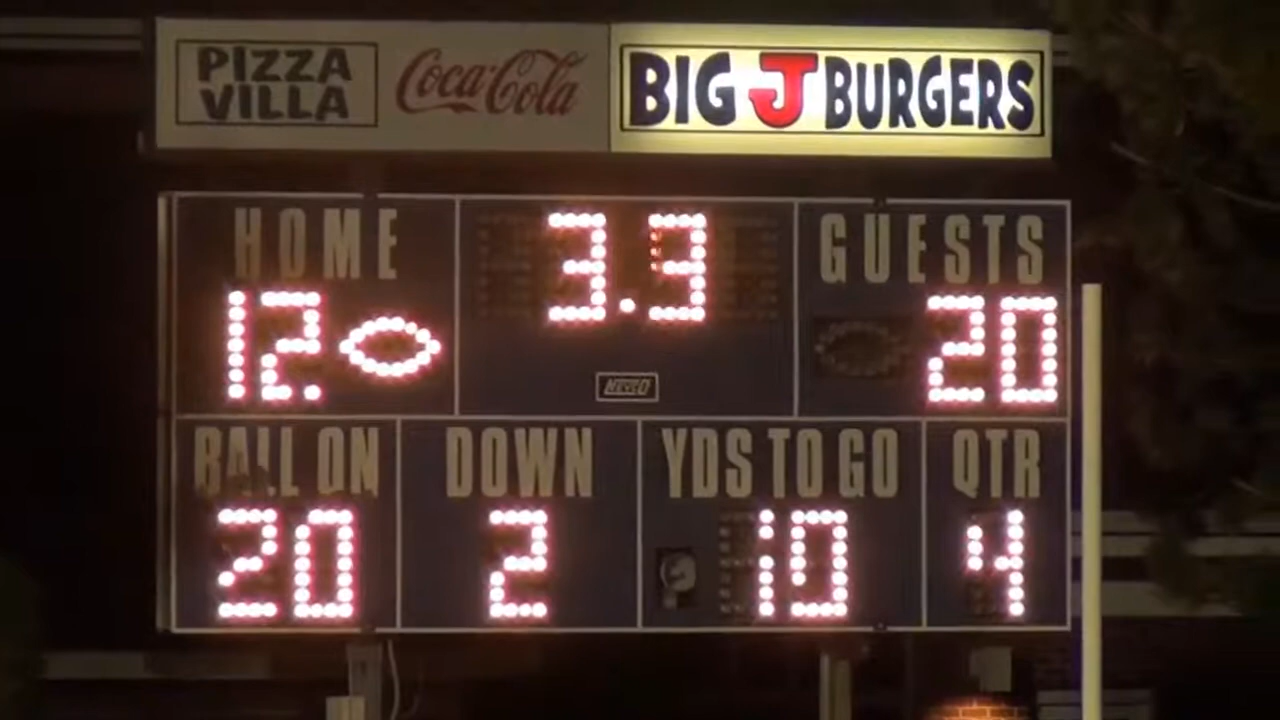 PIZZA
VILLA
Coca-Cola
BIG J BURGERS
HOME
3.9
GUESTS
12
20
NEVCO
BALL ON
DOWN
YDS TO GO
QTR
20
2
10
4